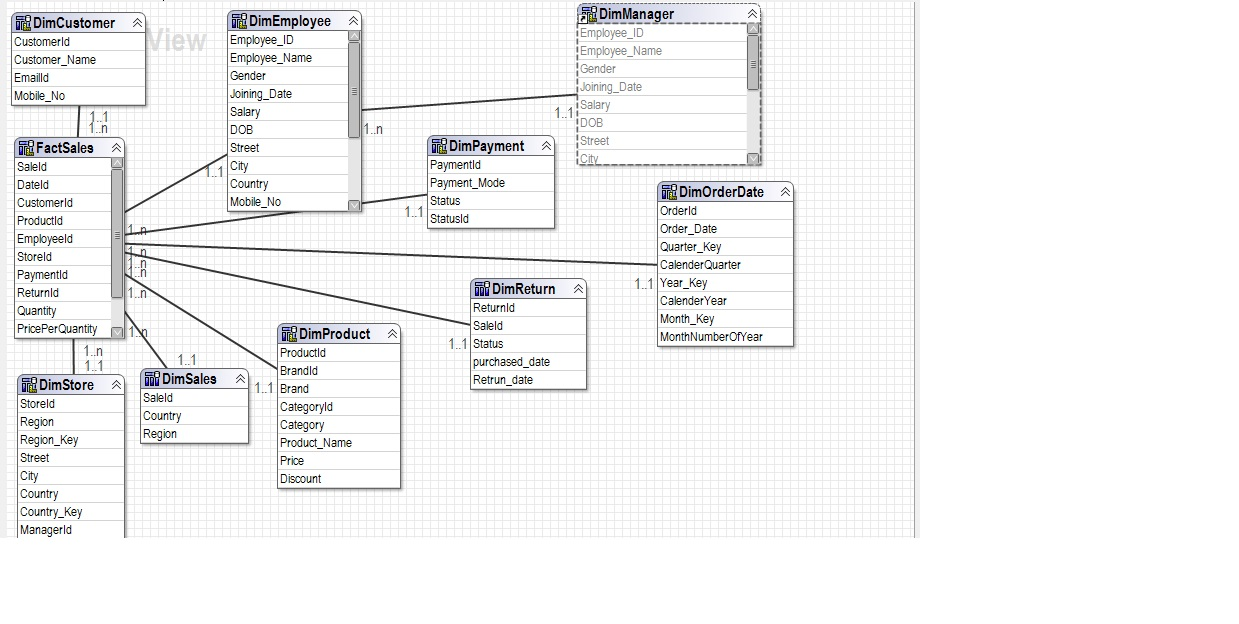 View
DimCustomer
CustomerId
Customer_Name
EmailId
Mobile_No
1..1
1..n
FactSales
SaleId
DateId
CustomerId
ProductId
EmployeeId
StoreId
PaymentId
ReturnId
Quantity
PricePerQuantity
1..n
1..n
1..n
1..n
1..n
1..n
1..n
1..1
DimStore
StoreId
Region
Region_Key
Street
City
Country
Country_Key
ManagerId
DimEmployee
Employee_ID
Employee_Name
Gender
Joining_Date
Salary
DOB
Street
City
Country
Mobile_No
1..1
1..n
1..1
DimManager
Employee_ID
Employee_Name
Gender
Joining_Date
Salary
DOB
Street
City
DimPayment
PaymentId
Payment_Mode
Status
StatusId
1..1
DimOrderDate
OrderId
Order_Date
Quarter_Key
CalenderQuarter
Year_Key
CalenderYear
Month_Key
MonthNumberOfYear
1..1
DimReturn
ReturnId
SaleId
Status
purchased_date
Retrun_date
1..1
DimProduct
ProductId
BrandId
Brand
CategoryId
Category
Product_Name
Price
Discount
1..1
1..1
DimSales
SaleId
Country
Region